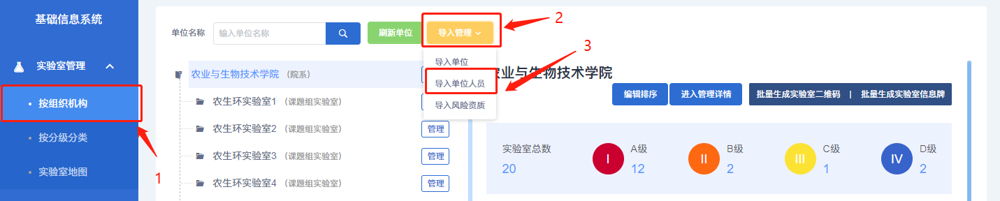 基础信息系统
实验室管理
按组织机构
按分级分类
实验室地图
1
单位名称
输入单位名称
刷新单位
导入管理
2
导入单位
导入单位人员
导入风险资质
3
农业与生物技术学院 (院系)
农生环实验室1 (课题组实验室)
农生环实验室2 (课题组实验室)
管理
农生环实验室3 (课题组实验室)
管理
农生环实验室4 (课题组实验室)
管理
业与生物技术学院
编辑排序
进入管理详情
批量生成实验室二维码 | 批量生成实验室信息牌
实验室总数
20
I
A级
12
II
B级
2
III
C级
1
IV
D级
2